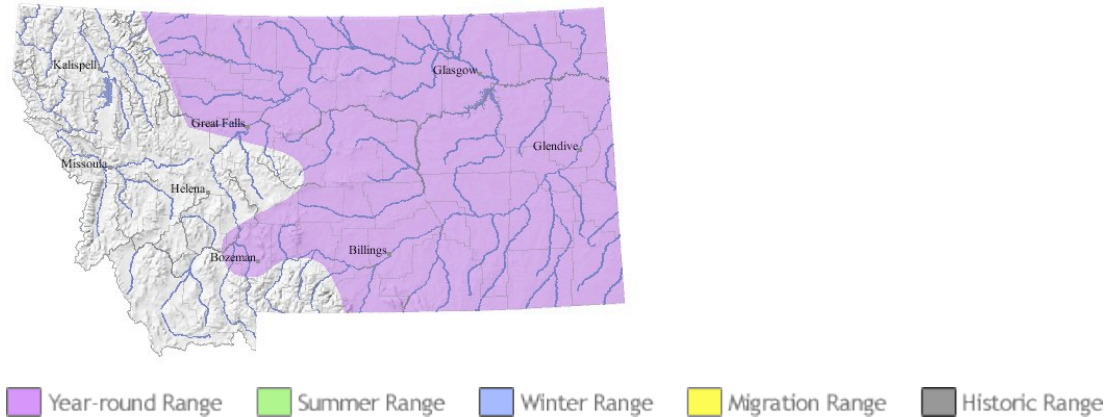 Kalispell
Glasgow
Great Falls
Glendive
Missoula
Helena
Bozeman
Billings
Year-round Range
Summer Range
Winter Range
Migration Range
Historic Range